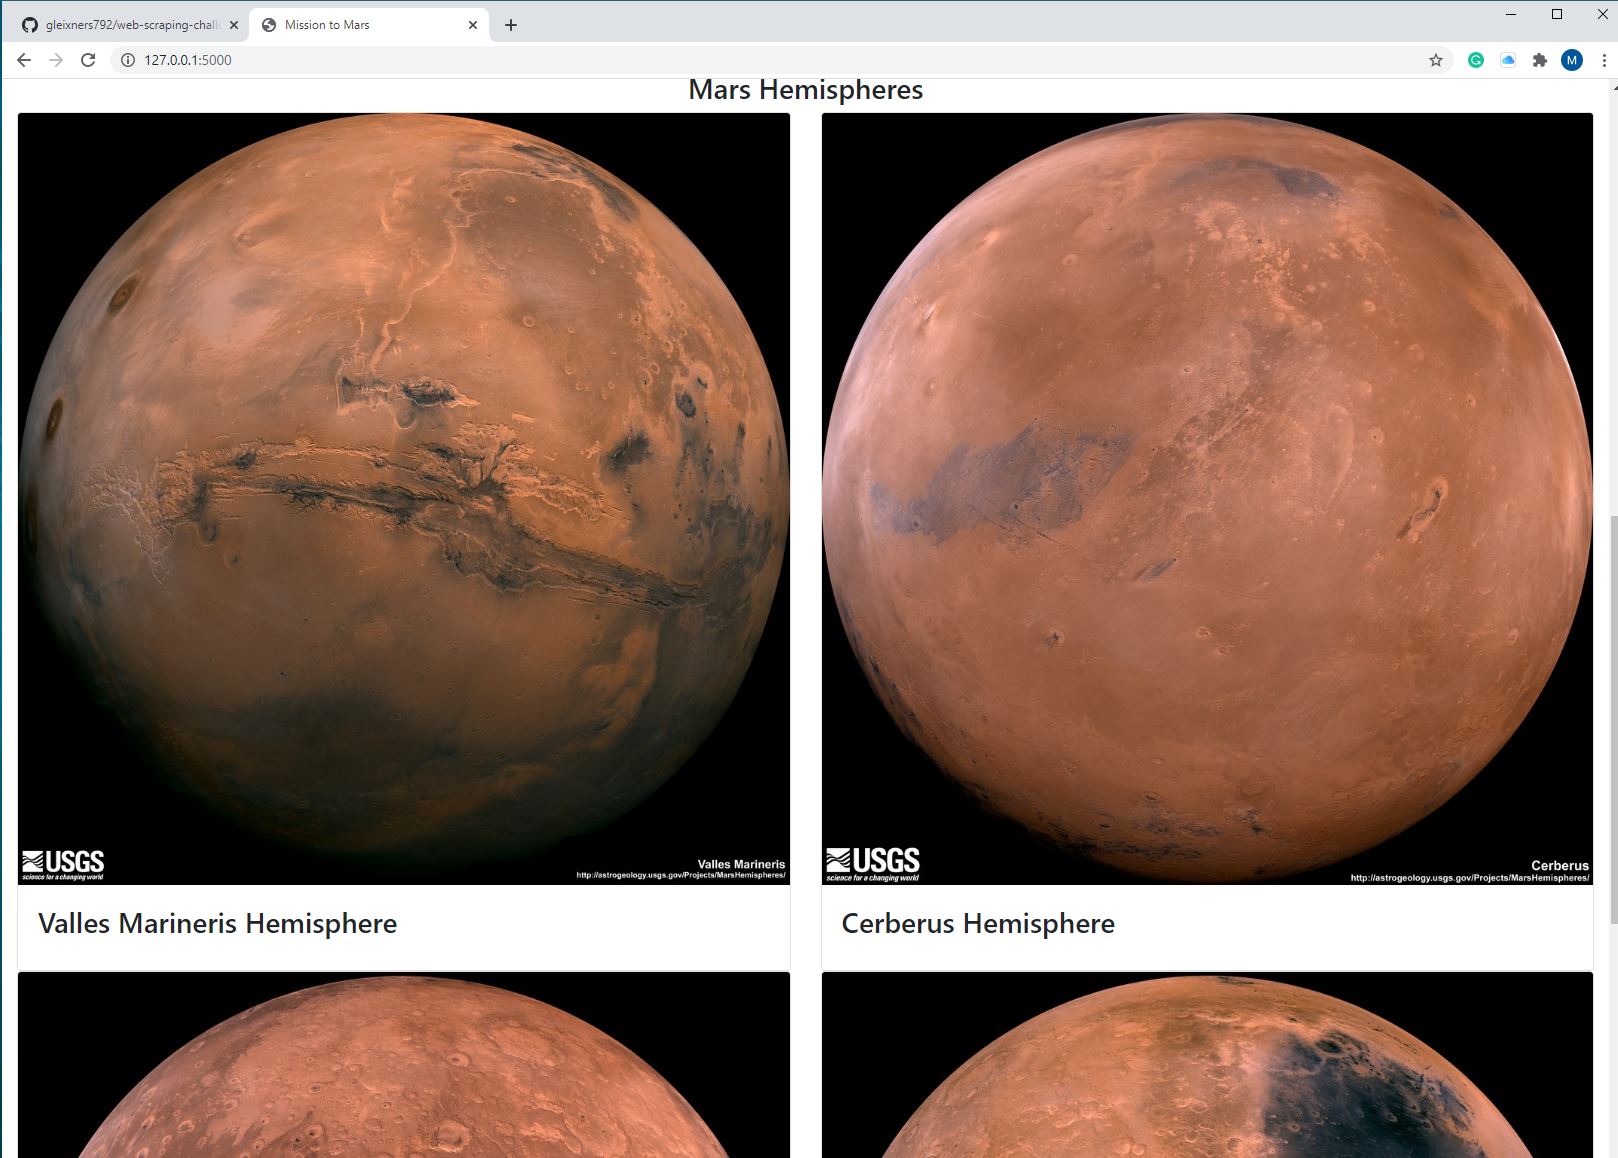 gleixners792/web-scraping-chall
Mission to Mars
127.0.0.1:5000
M
Mars Hemispheres
USGS
science for a changing world
Valles Marineris
http://astrogeology.usgs.gov/Projects/MarsHemispheres/
USGS
science for a changing world
Cerberus
http://astrogeology.usgs.gov/Projects/MarsHemispheres/
Valles Marineris Hemisphere
Cerberus Hemisphere